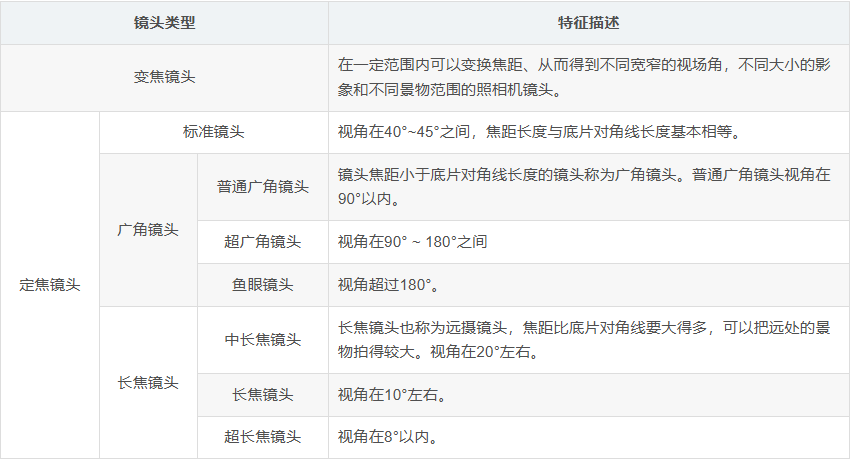 镜头类型
特征描述
变焦镜头
在一定范围内可以变换焦距、从而得到不同宽窄的视场角，不同大小的影
象和不同景物范围的照相机镜头。
定焦镜头
标准镜头
视角在40°~45°之间，焦距长度与底片对角线长度基本相等。
广角镜头
普通广角镜头
镜头焦距小于底片对角线长度的镜头称为广角镜头。普通广角镜头视角在
90°以内。
超广角镜头
视角在90° ~ 180°之间
鱼眼镜头
视角超过180°。
长焦镜头
中长焦镜头
长焦镜头也称为远摄镜头，焦距比底片对角线要大得多，可以把远处的景
物拍得较大。视角在20°左右。
长焦镜头
视角在10°左右。
超长焦镜头
视角在8°以内。